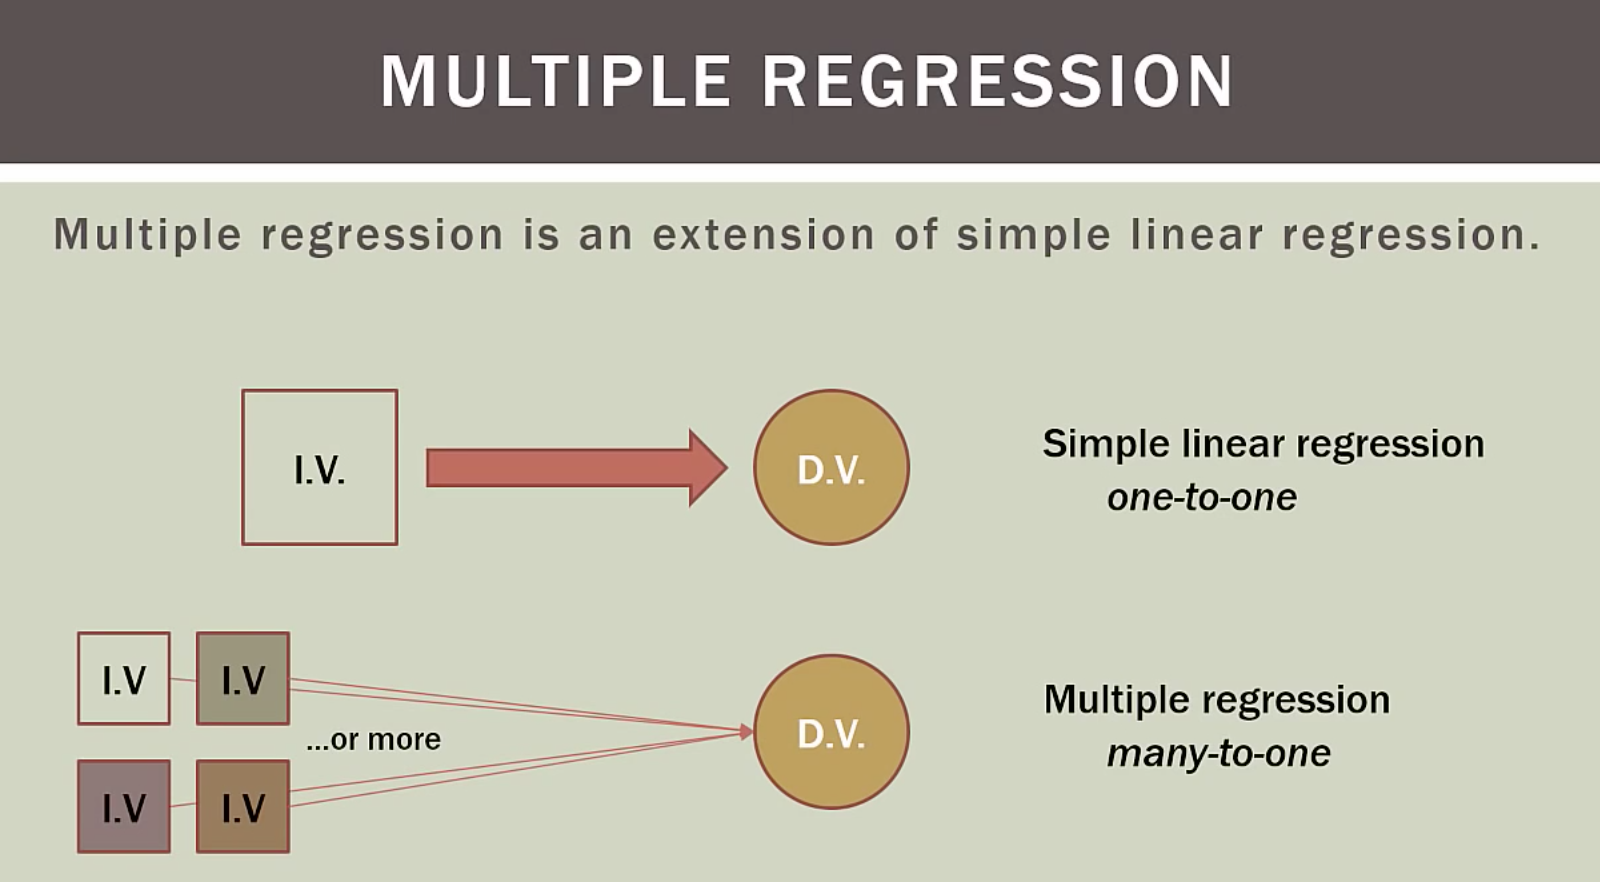 MULTIPLE REGRESSION
Multiple regression is an extension of simple linear regression.
I.V.
D.V.
Simple linear regression
one-to-one
I.V
I.V
...or more
I.V
I.V
D.V.
Multiple regression
many-to-one